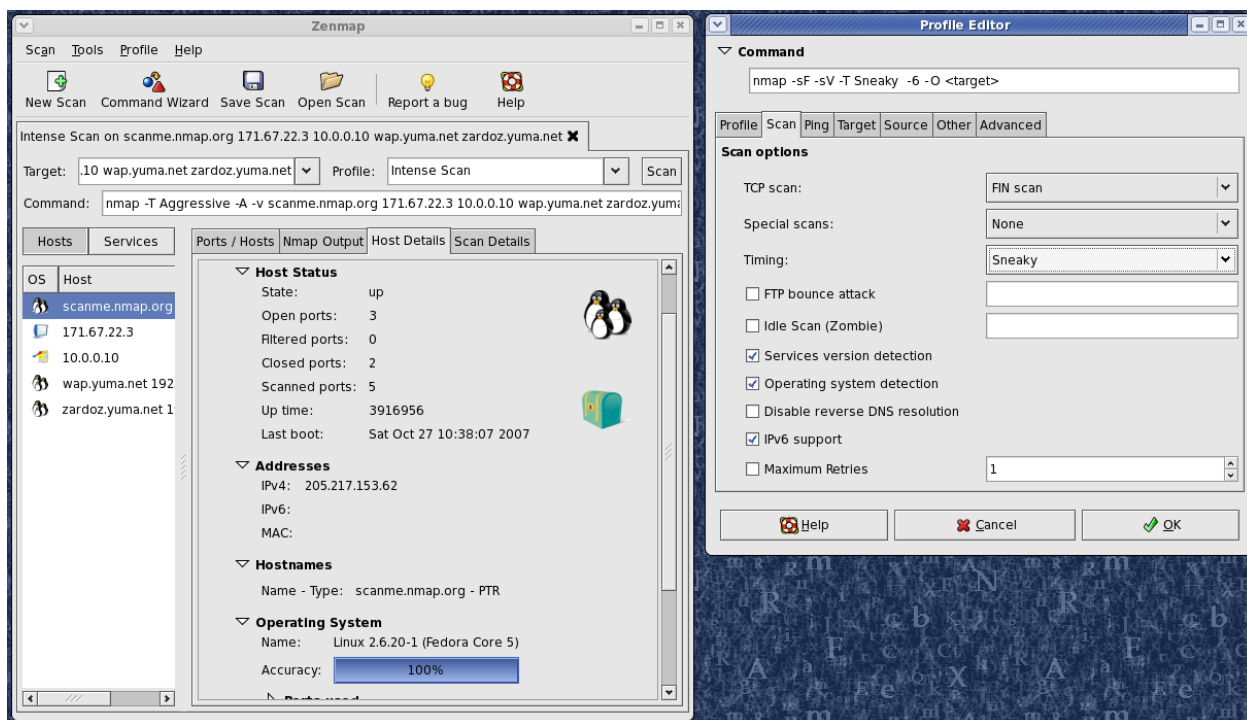 Zenmap
Scan Tools Profile Help
New Scan Command Wizard Save Scan Open Scan Report a bug Help
Intense Scan on scanme.nmap.org 171.67.22.3 10.0.0.10 wap.yuma.net zardoz.yuma.net
Target: .10 wap.yuma.net zardoz.yuma.net Profile: Intense Scan Scan
Command: nmap -T Aggressive -A -v scanme.nmap.org 171.67.22.3 10.0.0.10 wap.yuma.net zardoz.yuma
Hosts Services
OS Host
scanme.nmap.org
171.67.22.3
10.0.0.10
wap.yuma.net 192
zardoz.yuma.net 1
Ports / Hosts Nmap Output Host Details Scan Details
Host Status
State: up
Open ports: 3
Filtered ports: 0
Closed ports: 2
Scanned ports: 5
Up time: 3916956
Last boot: Sat Oct 27 10:38:07 2007
Addresses
IPv4: 205.217.153.62
IPv6:
MAC:
Hostnames
Name - Type: scanme.nmap.org - PTR
Operating System
Name: Linux 2.6.20-1 (Fedora Core 5)
Accuracy: 100%
Ports used
Profile Editor
Command
nmap -sF -sV -T Sneaky -6 -O <target>
Profile Scan Ping Target Source Other Advanced
Scan options
TCP scan: FIN scan
Special scans: None
Timing: Sneaky
FTP bounce attack
Idle Scan (Zombie)
Services version detection
Operating system detection
Disable reverse DNS resolution
IPv6 support
Maximum Retries 1
Help Cancel OK